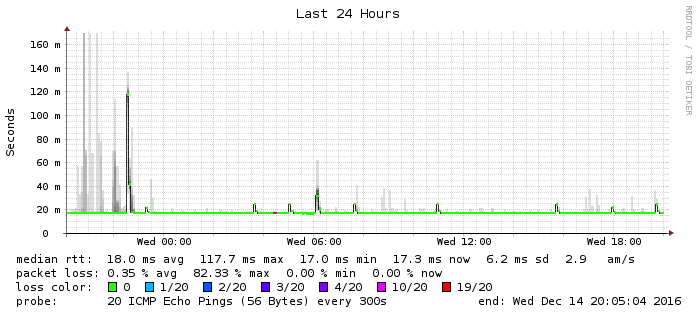 Last 24 Hours
RRDTOOL / TOBI OETIKER
Seconds
160 m
140 m
120 m
100 m
80 m
60 m
40 m
20 m
0
Wed 00:00 Wed 06:00 Wed 12:00 Wed 18:00
median rtt: 18.0 ms avg 117.7 ms max 17.0 ms min 17.3 ms now 6.2 ms sd 2.9 am/s
packet loss: 0.35 % avg 82.33 % max 0.00 % min 0.00 % now
loss color: 0 1/20 2/20 3/20 4/20 10/20 19/20
probe: 20 ICMP Echo Pings (56 Bytes) every 300s end: Wed Dec 14 20:05:04 2016